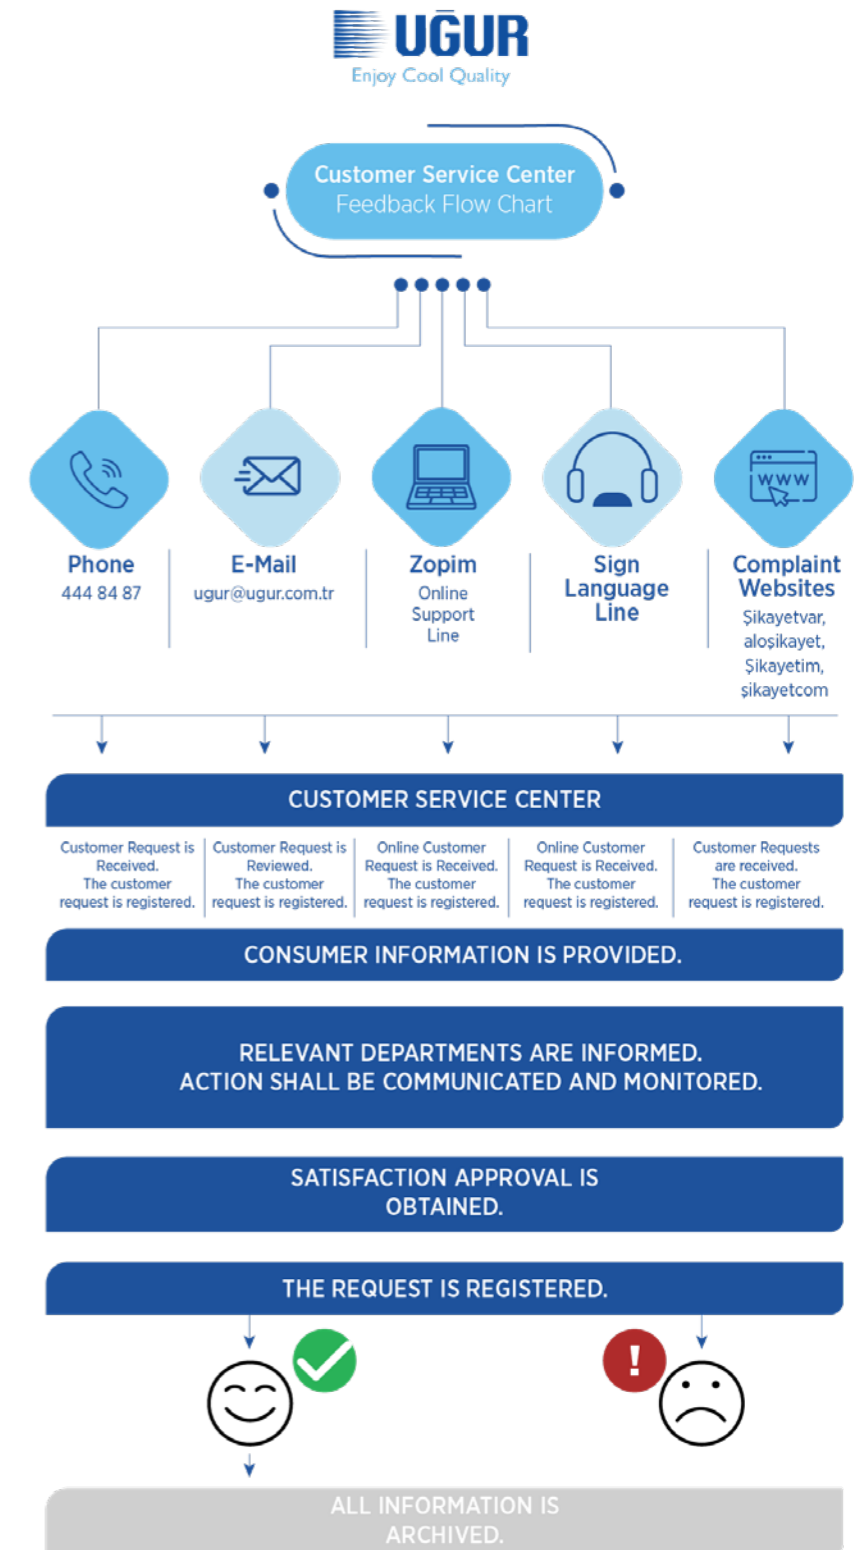 UĞUR
Enjoy Cool Quality
Customer Service Center
Feedback Flow Chart
Phone
444 84 87
E-Mail
ugur@ugur.com.tr
Zopim
Online
Support
Line
Sign
Language
Line
WWW
Complaint
Websites
Şikayetvar,
aloşikayet,
Şikayetim,
şikayetcom
CUSTOMER SERVICE CENTER
Customer Request is
Received.
The customer
request is registered.
Customer Request is
Reviewed.
The customer
request is registered.
Online Customer
Request is Received.
The customer
request is registered.
Online Customer
Request is Received.
The customer
request is registered.
Customer Requests
are received.
The customer
request is registered.
CONSUMER INFORMATION IS PROVIDED.
RELEVANT DEPARTMENTS ARE INFORMED.
ACTION SHALL BE COMMUNICATED AND MONITORED.
SATISFACTION APPROVAL IS
OBTAINED.
THE REQUEST IS REGISTERED.
!
ALL INFORMATION IS
ARCHIVED.